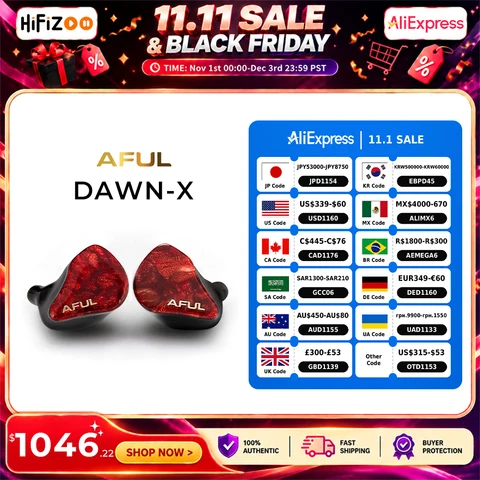 HiFiZOO
11.11 SALE
& BLACK FRIDAY
TIME: Nov 1st 00:00-Dec 3rd 23:59 PST
AliExpress
AFUL
DAWN-X
AFUL
AFUL
AliExpress | 11.1 SALE
JP Code
JPY53000-JPY8750
JPD1154
KR Code
KRW500000-KRW60000
EBPD45
US Code
US$339-$60
USD1160
MX Code
MX$4000-670
ALIMX6
CA Code
C$445-C$76
CAD1176
BR Code
R$1800-R$300
AEMEGA6
SA Code
SAR1300-SAR210
GCC06
DE Code
EUR349-€60
DED1160
AU Code
AU$450-AU$80
AUD1155
UA Code
грн.9900-грн.1550
UAD1133
UK Code
£300-£53
GBD1139
Other
Code
US$315-$53
OTD1153
$1046.22
SHOP NOW >
100%
AUTHENTIC
FAST
SHIPPING
BUYER
PROTECTION